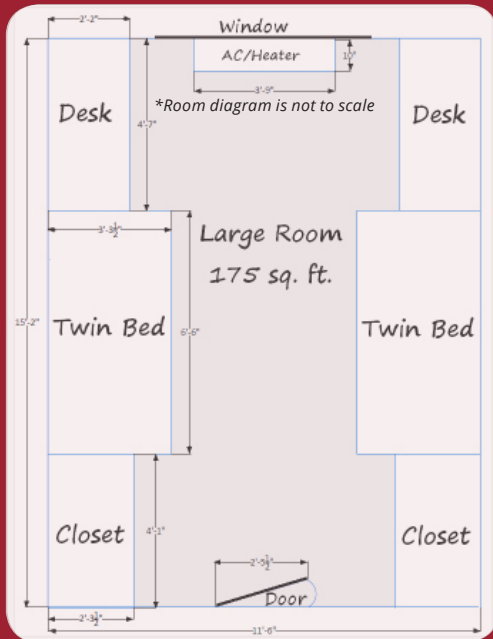 2'-2"
Window
AC/Heater
10"
3'-9"
*Room diagram is not to scale
Desk
Desk
4'-7"
3'-3½"
Large Room
175 sq. ft.
15'-2"
Twin Bed
6'-6"
Twin Bed
Closet
4'-1"
Closet
2'-5½"
Door
2'-3½"
11'-6"